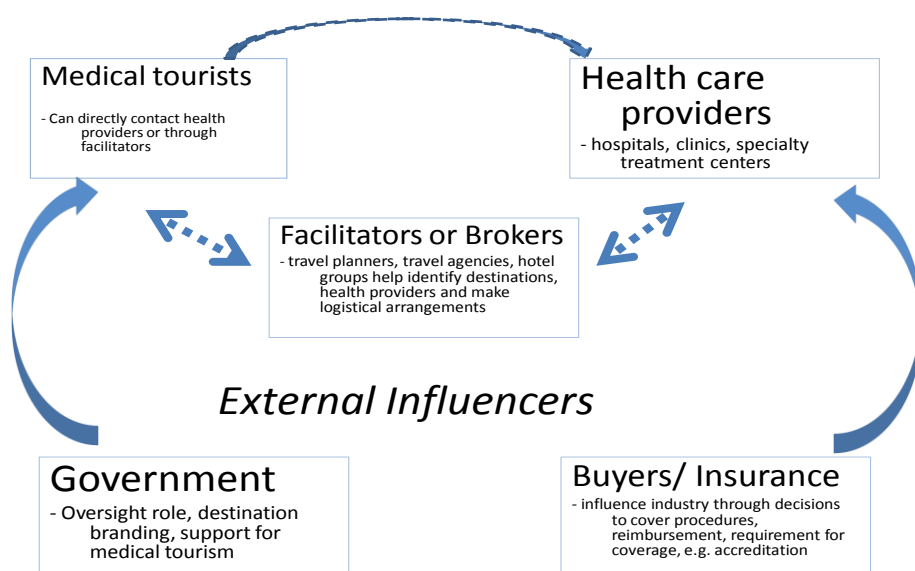 Medical tourists
- Can directly contact health
providers or through
facilitators
Health care
providers
- hospitals, clinics, specialty
treatment centers
Facilitators or Brokers
- travel planners, travel agencies, hotel
groups help identify destinations,
health providers and make
logistical arrangements
External Influencers
Government
- Oversight role, destination
branding, support for
medical tourism
Buyers/ Insurance
- influence industry through decisions
to cover procedures,
reimbursement, requirement for
coverage, e.g. accreditation